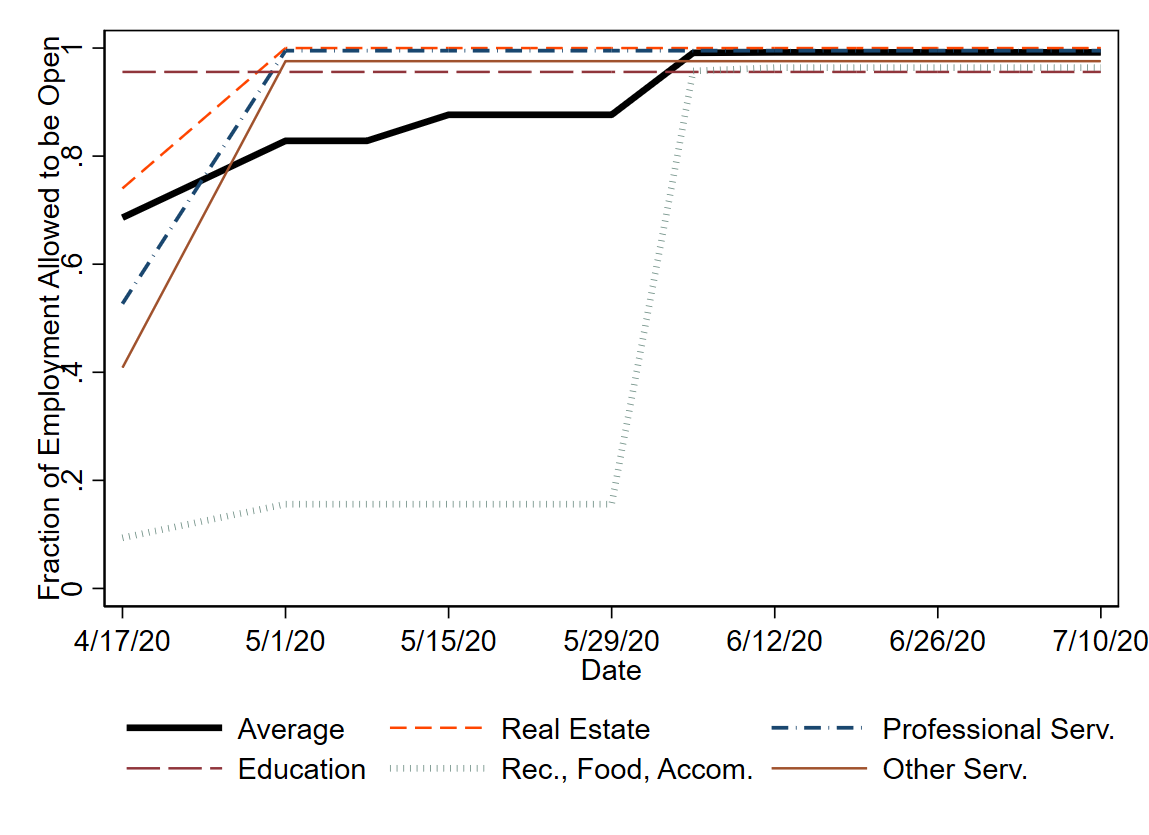 Fraction of Employment Allowed to be Open
1
.8
.6
.4
.2
0
4/17/20 5/1/20 5/15/20 5/29/20 6/12/20 6/26/20 7/10/20
Date
Average Real Estate Professional Serv.
Education Rec., Food, Accom. Other Serv.